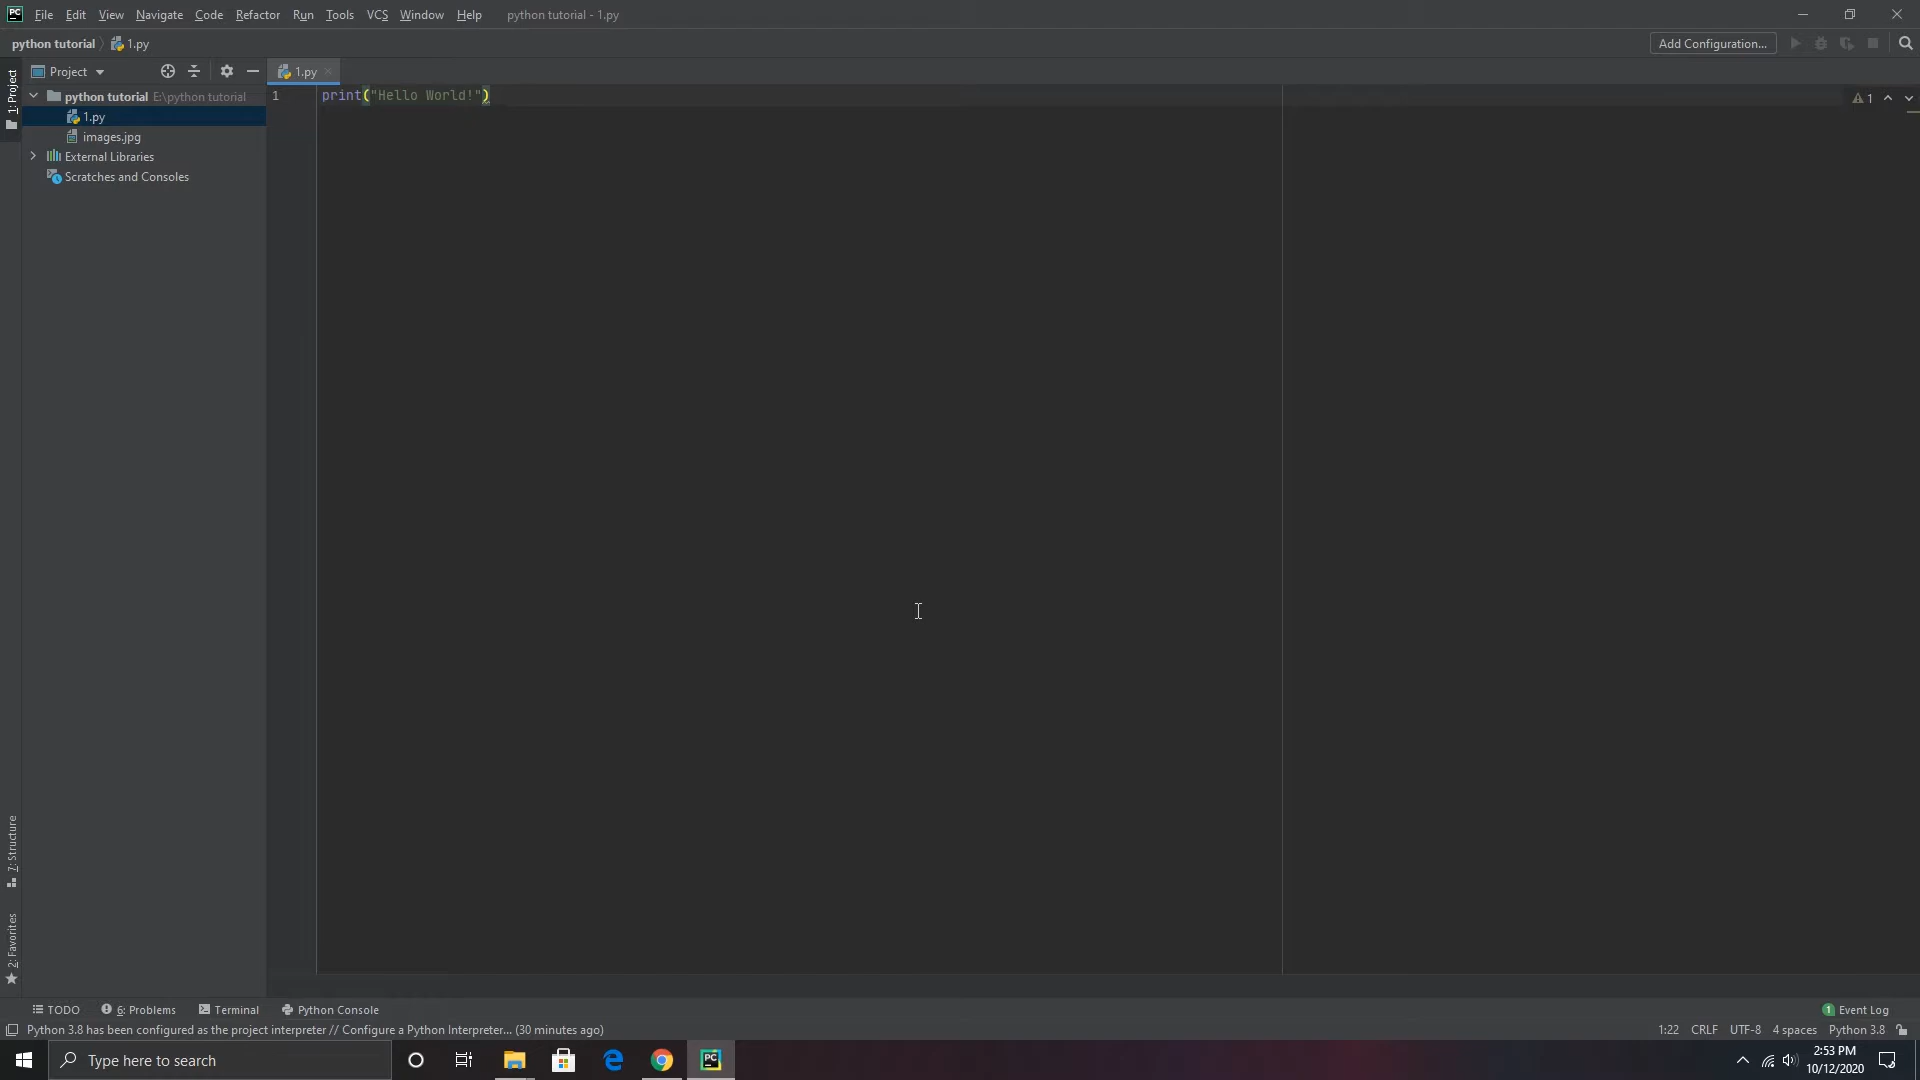 PC File Edit View Navigate Code Refactor Run Tools VCS Window Help python tutorial - 1.py
python tutorial 1.py Add Configuration...
1: Project Project 1.py
python tutorial E:\python tutorial 1 print("Hello World!") 1
1.py
images.jpg
External Libraries
Scratches and Consoles
7: Structure
2: Favorites
TODO 6: Problems Terminal Python Console 1 Event Log
Python 3.8 has been configured as the project interpreter // Configure a Python Interpreter... (30 minutes ago) 1:22 CRLF UTF-8 4 spaces Python 3.8
Type here to search PC 2:53 PM
10/12/2020